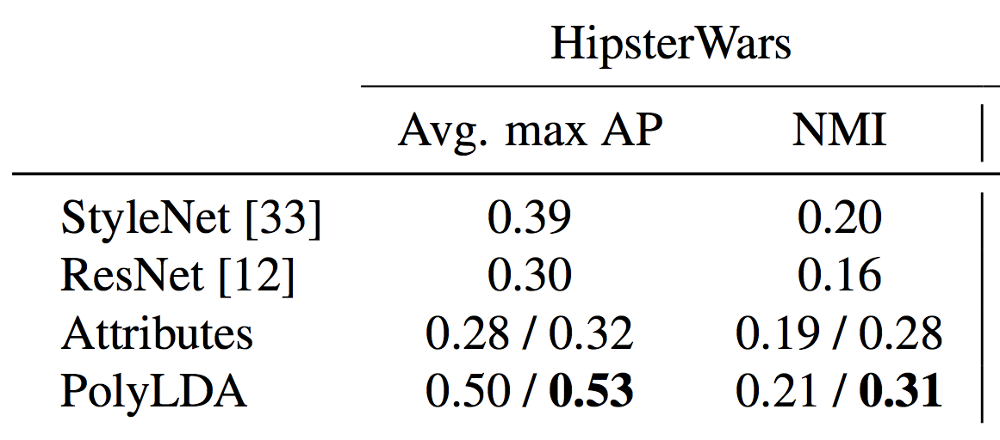 HipsterWars
Avg. max AP NMI
StyleNet [33] 0.39 0.20
ResNet [12] 0.30 0.16
Attributes 0.28 / 0.32 0.19 / 0.28
PolyLDA 0.50 / 0.53 0.21 / 0.31